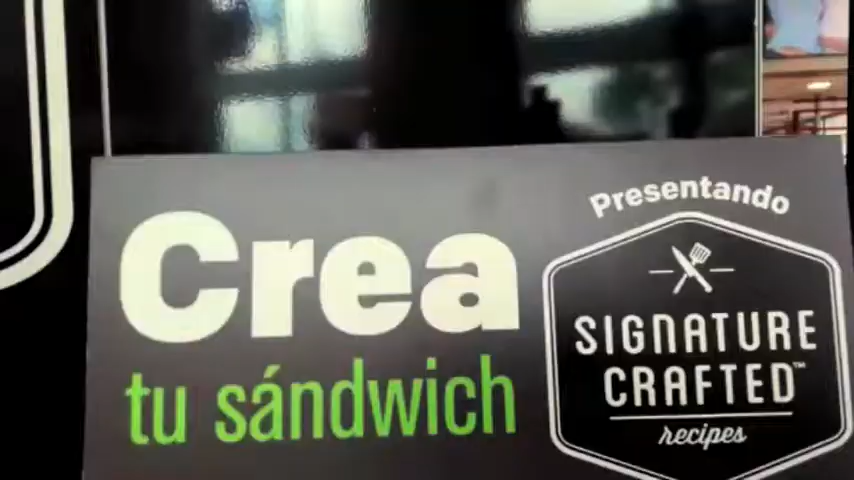 Crea
tu sándwich
Presentando
SIGNATURE
CRAFTED™
recipes